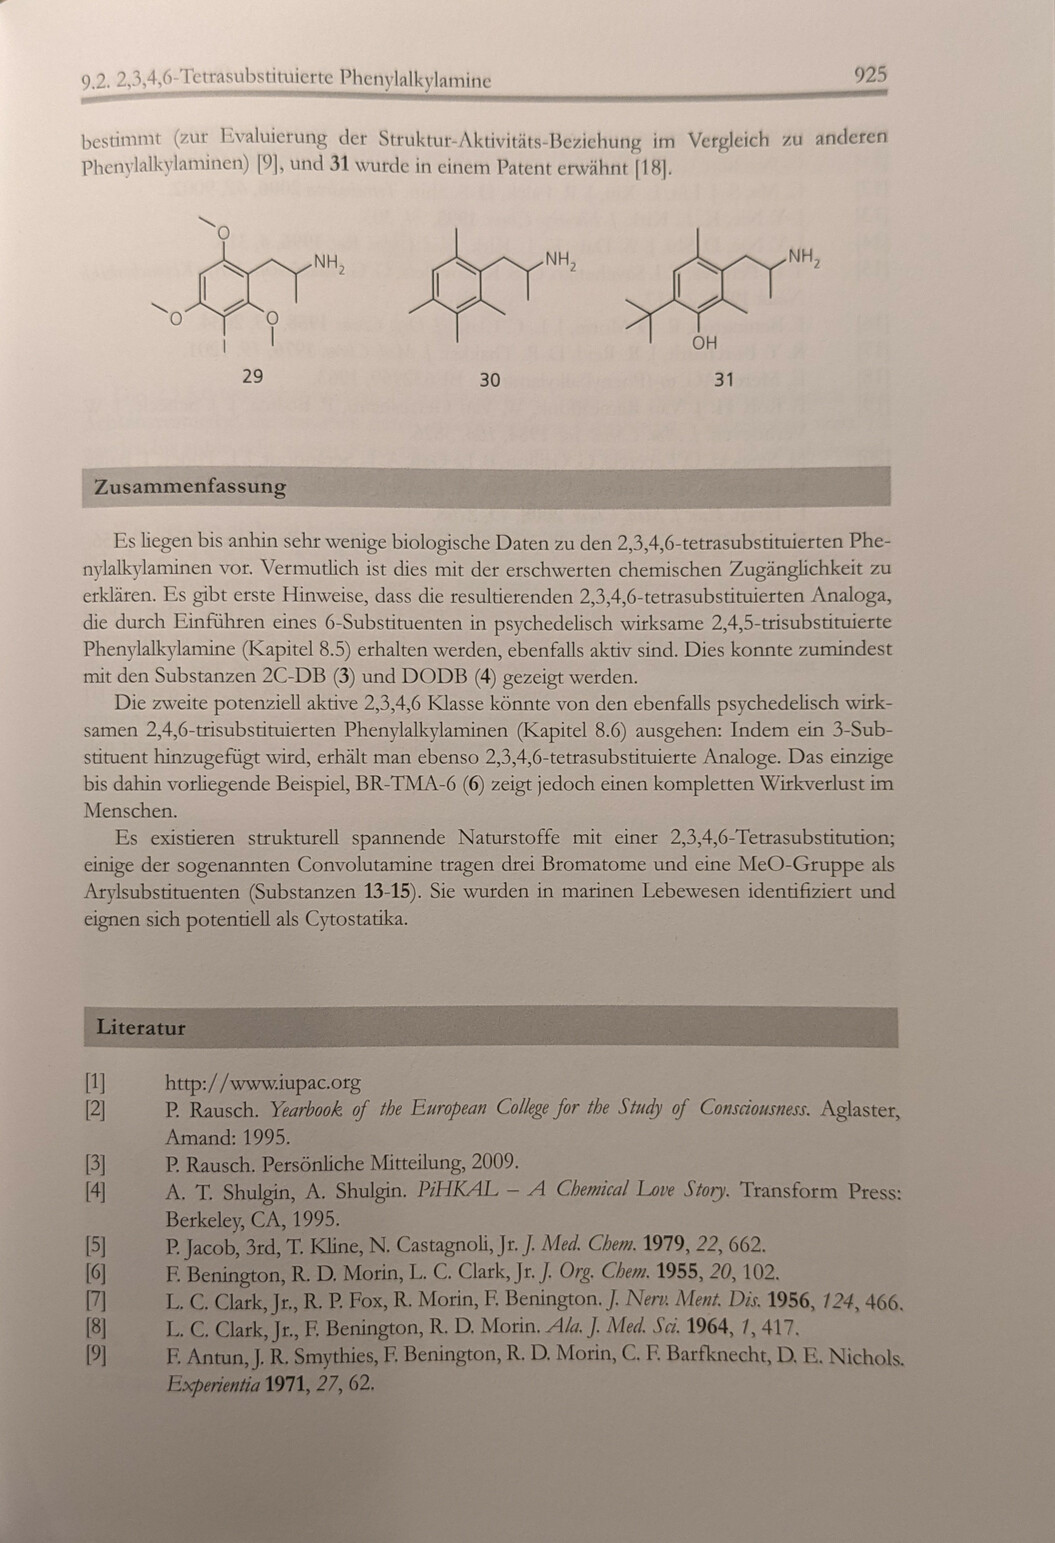 9.2. 2,3,4,6-Tetrasubstituierte Phenylalkylamine 925
bestimmt (zur Evaluierung der Struktur-Aktivitäts-Beziehung im Vergleich zu anderen
Phenylalkylaminen) [9], und 31 wurde in einem Patent erwähnt [18].
O NH2 O O I
NH2
NH2 OH
29 30 31
Zusammenfassung
Es liegen bis anhin sehr wenige biologische Daten zu den 2,3,4,6-tetrasubstituierten Phe-
nylalkylaminen vor. Vermutlich ist dies mit der erschwerten chemischen Zugänglichkeit zu
erklären. Es gibt erste Hinweise, dass die resultierenden 2,3,4,6-tetrasubstituierten Analoga,
die durch Einführen eines 6-Substituenten in psychedelisch wirksame 2,4,5-trisubstituierte
Phenylalkylamine (Kapitel 8.5) erhalten werden, ebenfalls aktiv sind. Dies konnte zumindest
mit den Substanzen 2C-DB (3) und DODB (4) gezeigt werden.
Die zweite potenziell aktive 2,3,4,6 Klasse könnte von den ebenfalls psychedelisch wirk-
samen 2,4,6-trisubstituierten Phenylalkylaminen (Kapitel 8.6) ausgehen: Indem ein 3-Sub-
stituent hinzugefügt wird, erhält man ebenso 2,3,4,6-tetrasubstituierte Analoge. Das einzige
bis dahin vorliegende Beispiel, BR-TMA-6 (6) zeigt jedoch einen kompletten Wirkverlust im
Menschen.
Es existieren strukturell spannende Naturstoffe mit einer 2,3,4,6-Tetrasubstitution;
einige der sogenannten Convolutamine tragen drei Bromatome und eine MeO-Gruppe als
Arylsubstituenten (Substanzen 13-15). Sie wurden in marinen Lebewesen identifiziert und
eignen sich potentiell als Cytostatika.
Literatur
[1] http://www.iupac.org
[2] P. Rausch. Yearbook of the European College for the Study of Consciousness. Aglaster,
Amand: 1995.
[3] P. Rausch. Persönliche Mitteilung, 2009.
[4] A. T. Shulgin, A. Shulgin. PiHKAL – A Chemical Love Story. Transform Press:
Berkeley, CA, 1995.
[5] P. Jacob, 3rd, T. Kline, N. Castagnoli, Jr. J. Med. Chem. 1979, 22, 662.
[6] F. Benington, R. D. Morin, L. C. Clark, Jr. J. Org. Chem. 1955, 20, 102.
[7] L. C. Clark, Jr., R. P. Fox, R. Morin, F. Benington. J. Nerv. Ment. Dis. 1956, 124, 466.
[8] L. C. Clark, Jr., F. Benington, R. D. Morin. Ala. J. Med. Sci. 1964, 1, 417.
[9] F. Antun, J. R. Smythies, F. Benington, R. D. Morin, C. F. Barfknecht, D. E. Nichols.
Experientia 1971, 27, 62.